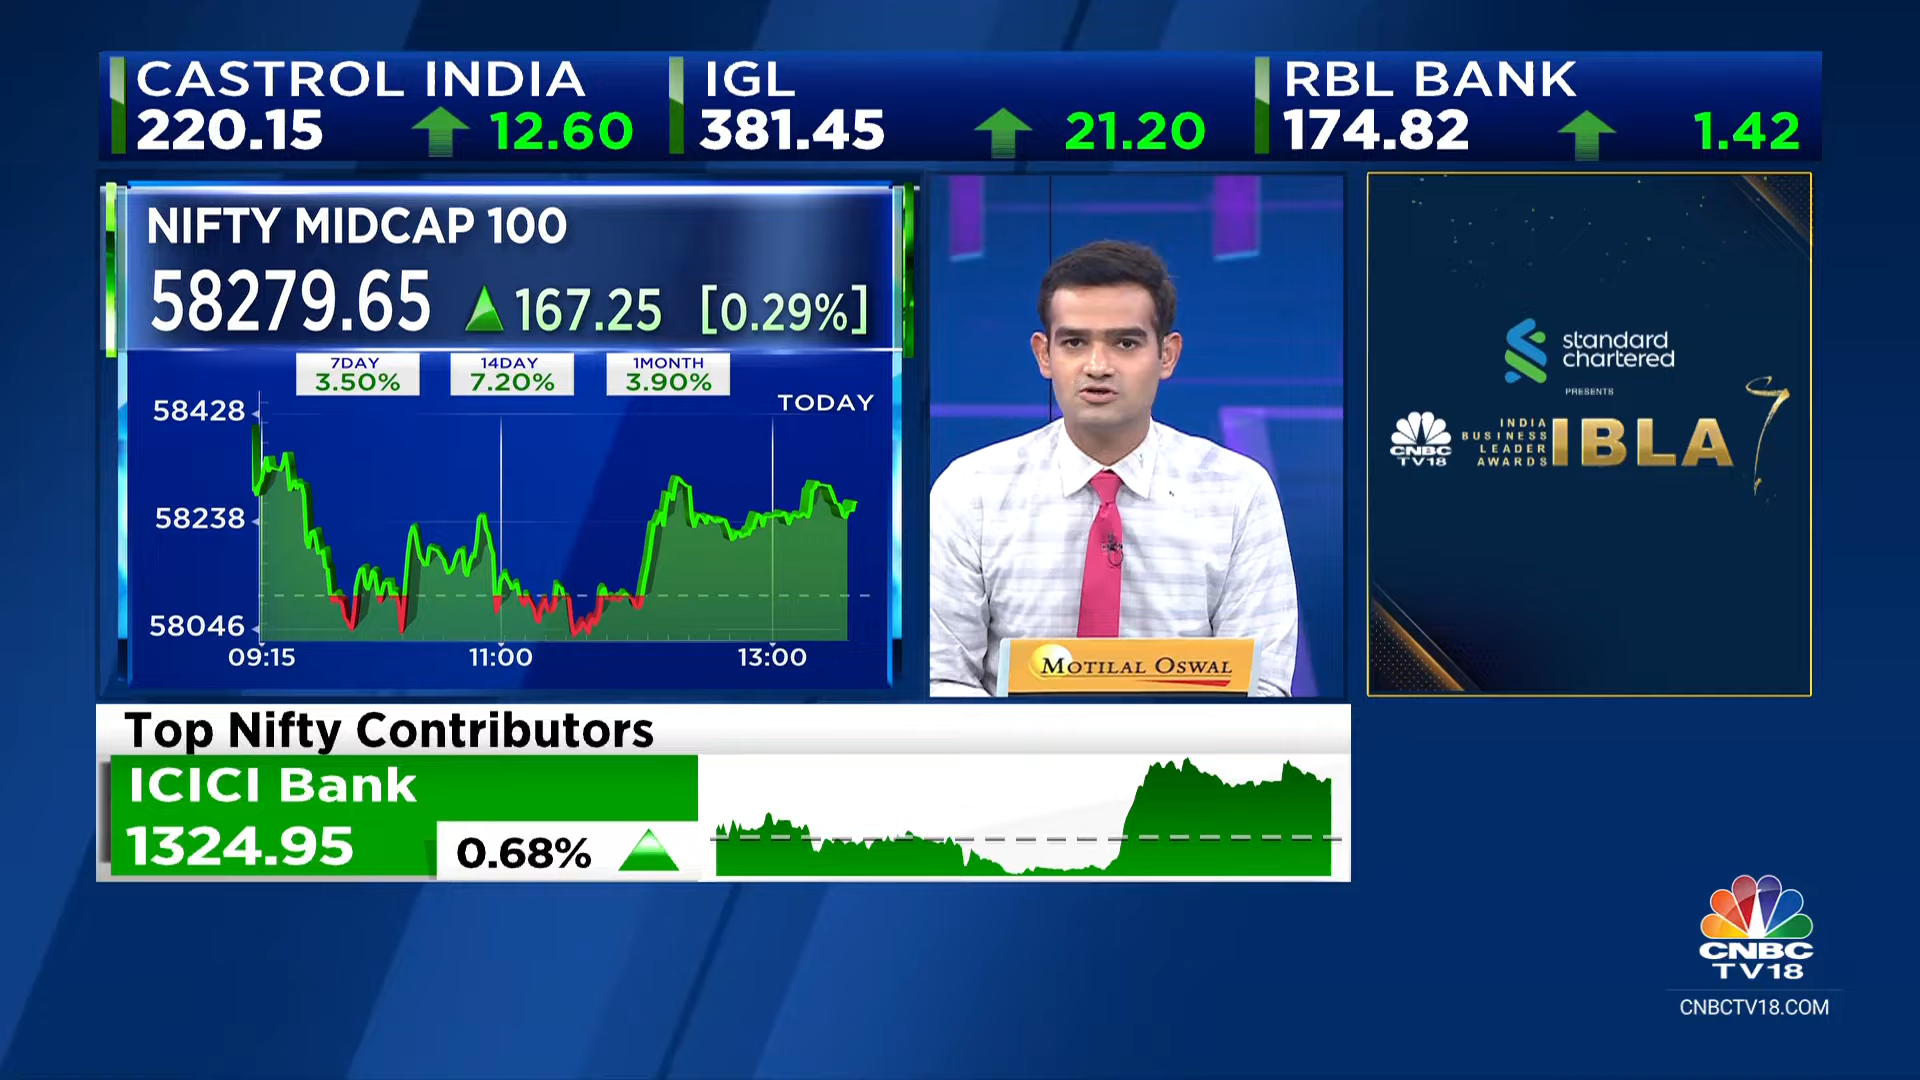 CASTROL INDIA
220.15 12.60
IGL
381.45 21.20
RBL BANK
174.82 1.42
NIFTY MIDCAP 100
58279.65 167.25 [0.29%]
7DAY
3.50%
14DAY
7.20%
1MONTH
3.90%
TODAY
58428
58238
58046
09:15 11:00 13:00
MOTILAL OSWAL
standard
chartered
PRESENTS
CNBC
TV18
INDIA
BUSINESS
LEADER
AWARDS
IBLA
Top Nifty Contributors
ICICI Bank
1324.95
0.68%
CNBC
TV18
CNBCTV18.COM